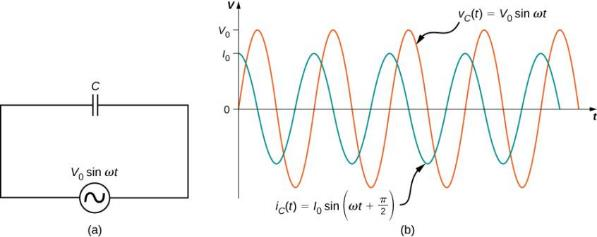 C
V₀ sin ωt
(a)
V
V₀
I₀
0
t
v_C(t) = V₀ sin ωt
i_C(t) = I₀ sin (ωt + π/2)
(b)